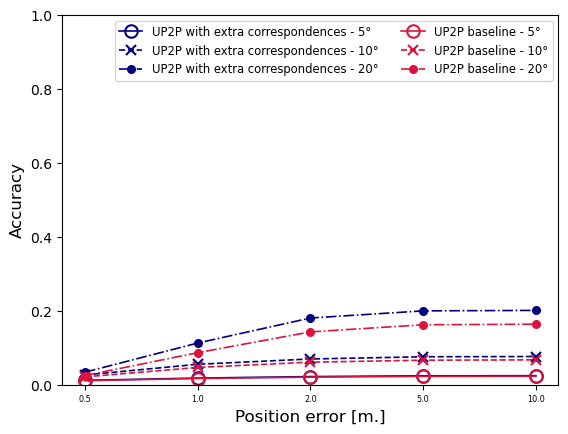 UP2P with extra correspondences - 5°
UP2P with extra correspondences - 10°
UP2P with extra correspondences - 20°
UP2P baseline - 5°
UP2P baseline - 10°
UP2P baseline - 20°
1.0
0.8
0.6
0.4
0.2
0.0
Accuracy
0.5 1.0 2.0 5.0 10.0
Position error [m.]